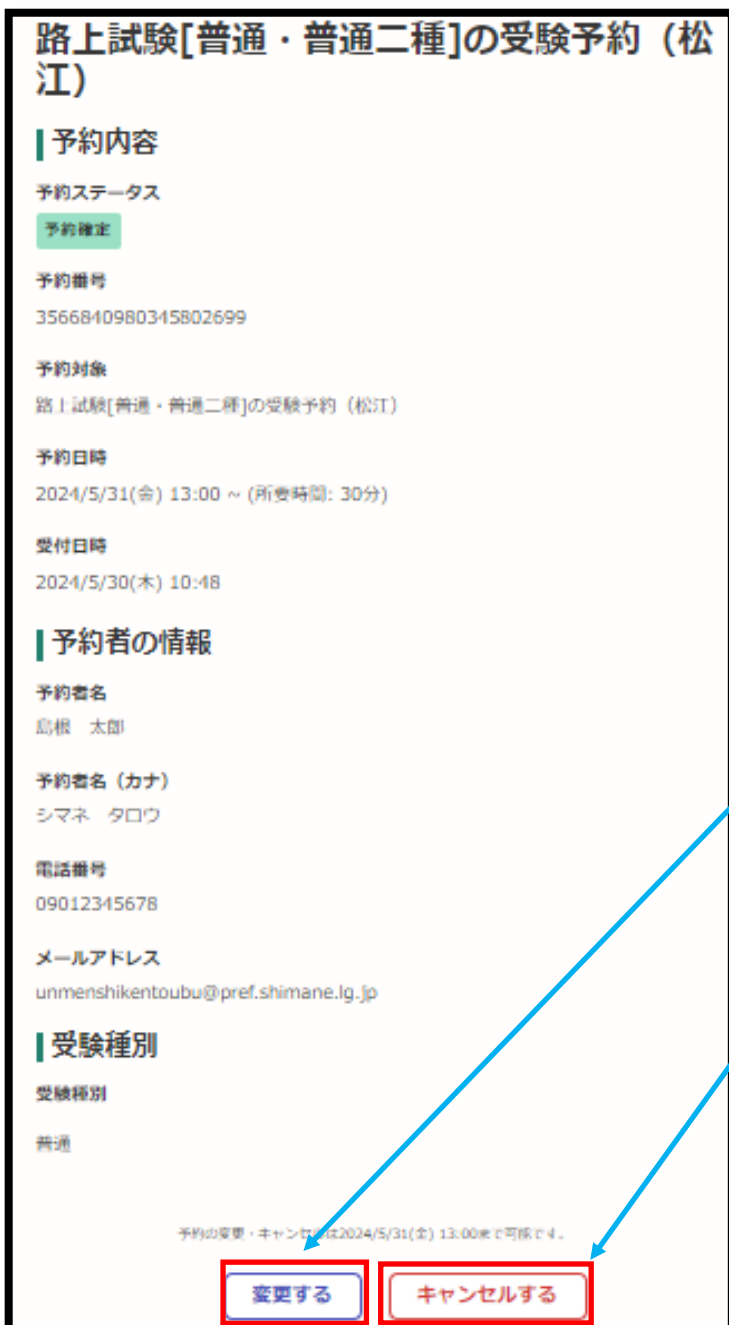 路上試験[普通・普通二種]の受験予約（松
江）
予約内容
予約ステータス
予約確定
予約番号
3566840980345802699
予約対象
路上試験[普通・普通二種]の受験予約（松江）
予約日時
2024/5/31(金) 13:00 ~ (所要時間: 30分)
受付日時
2024/5/30(木) 10:48
予約者の情報
予約者名
島根　太郎
予約者名（カナ）
シマネ　タロウ
電話番号
09012345678
メールアドレス
unmenshikentoubu@pref.shimane.lg.jp
受験種別
受験種別
普通
予約の変更・キャンセルは2024/5/31(金) 13:00まで可能です。
変更する
キャンセルする